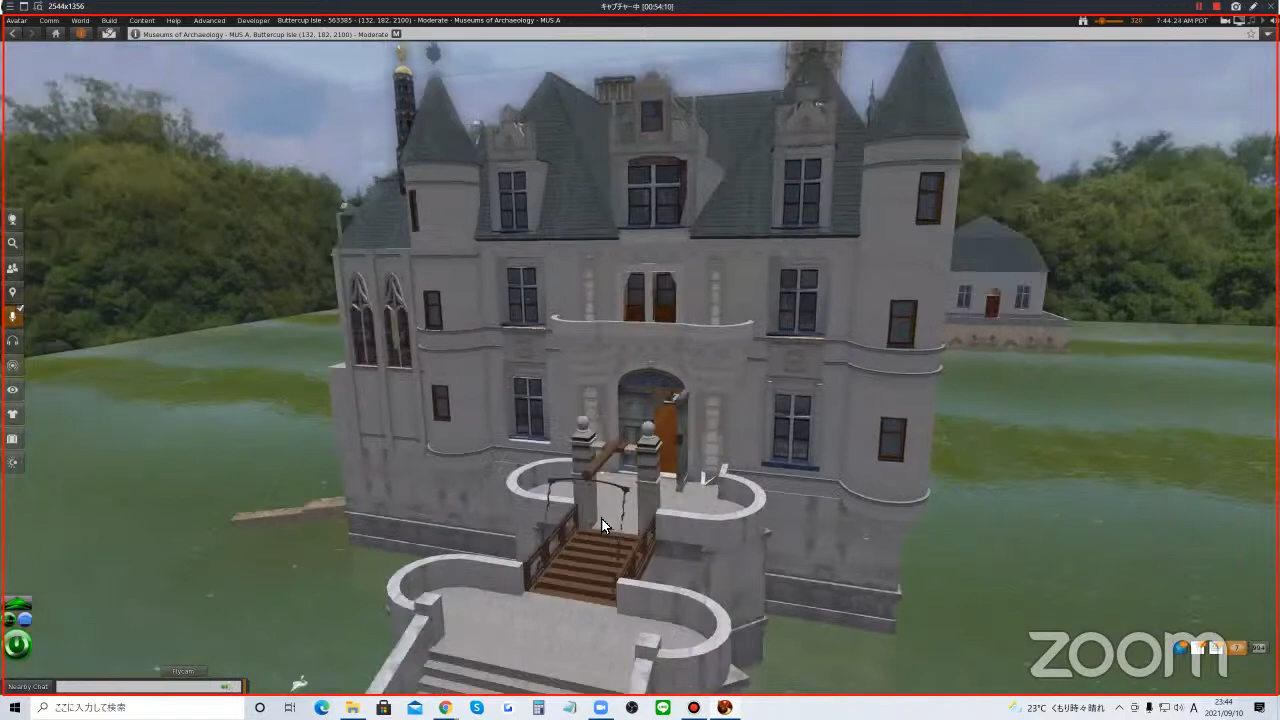 2544x1356
キャプチャー中 [00:54:10]
Avatar Comm World Build Content Help Advanced Developer Buttercup Isle - 563385 - (132, 182, 2100) - Moderate - Museums of Archaeology - MUS.A
320 7:44:24 AM PDT
Museums of Archaeology - MUS.A, Buttercup Isle (132, 182, 2100) - Moderate M
zoom
Flycam
Nearby Chat
ここに入力して検索
23°C くもり時々晴れ
A
23:44
2021/09/10